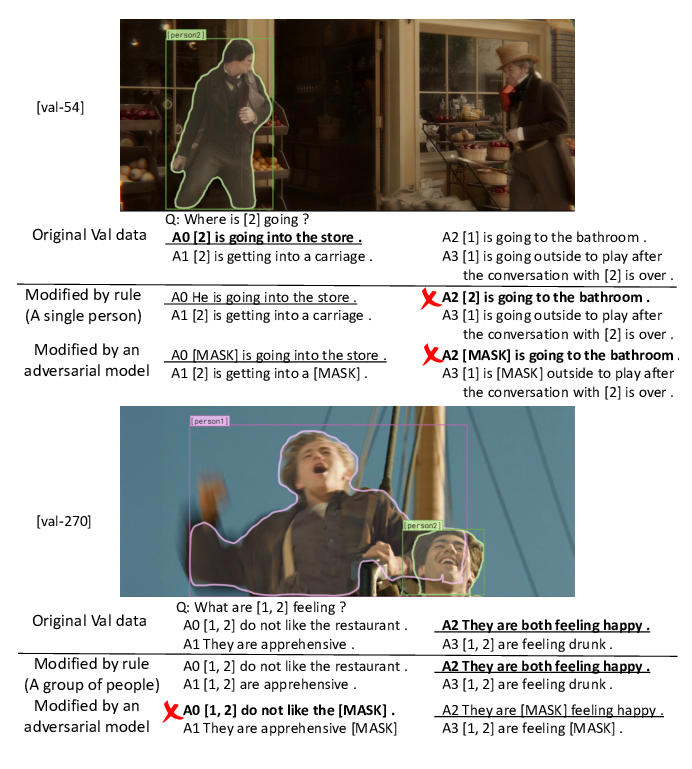 [person2]
[val-54]
Q: Where is [2] going ?
Original Val data
A0 [2] is going into the store .
A2 [1] is going to the bathroom .
A1 [2] is getting into a carriage .
A3 [1] is going outside to play after
the conversation with [2] is over .
Modified by rule
(A single person)
A0 He is going into the store .
A2 [2] is going to the bathroom .
A1 [2] is getting into a carriage .
A3 [1] is going outside to play after
the conversation with [2] is over .
Modified by an
adversarial model
A0 [MASK] is going into the store .
A2 [MASK] is going to the bathroom .
A1 [2] is getting into a [MASK] .
A3 [1] is [MASK] outside to play after
the conversation with [2] is over .
[person1]
[person2]
[val-270]
Q: What are [1, 2] feeling ?
Original Val data
A0 [1, 2] do not like the restaurant .
A2 They are both feeling happy .
A1 They are apprehensive .
A3 [1, 2] are feeling drunk .
Modified by rule
(A group of people)
A0 [1, 2] do not like the restaurant .
A2 They are both feeling happy .
A1 [1, 2] are apprehensive .
A3 [1, 2] are feeling drunk .
Modified by an
adversarial model
A0 [1, 2] do not like the [MASK] .
A2 They are [MASK] feeling happy .
A1 They are apprehensive [MASK]
A3 [1, 2] are feeling [MASK] .